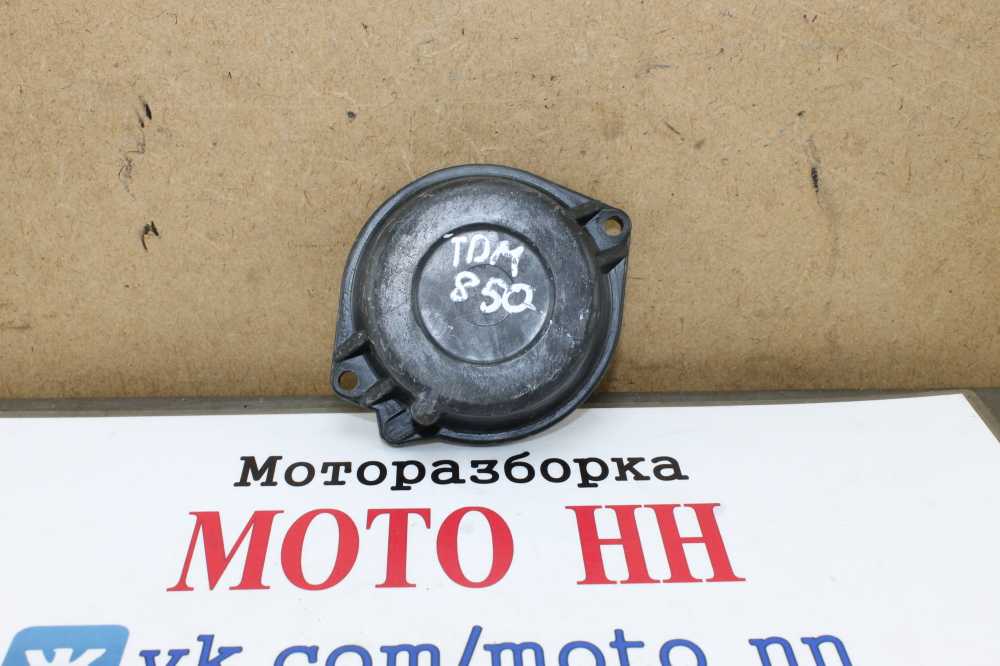 TDM
850
Моторазборка
МОТО НН
vk.com/moto_nn